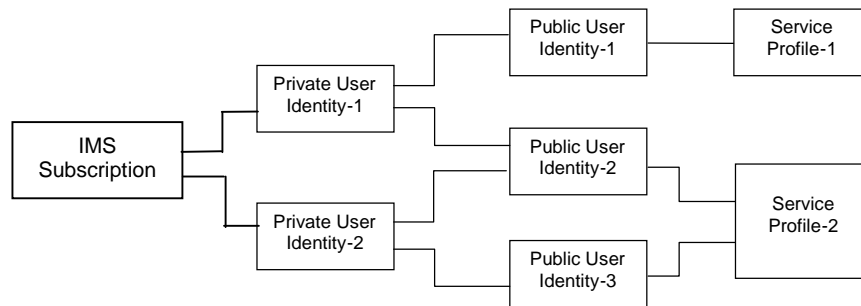 IMS
Subscription
Private User
Identity-1
Private User
Identity-2
Public User
Identity-1
Public User
Identity-2
Public User
Identity-3
Service
Profile-1
Service
Profile-2